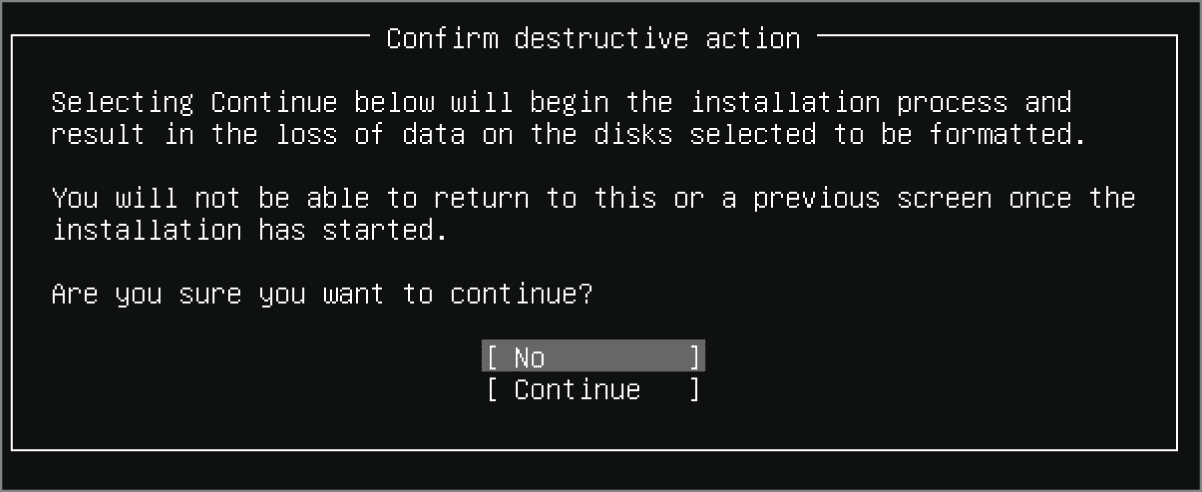 Confirm destructive action
Selecting Continue below will begin the installation process and
result in the loss of data on the disks selected to be formatted.
You will not be able to return to this or a previous screen once the
installation has started.
Are you sure you want to continue?
[ No ]
[ Continue ]